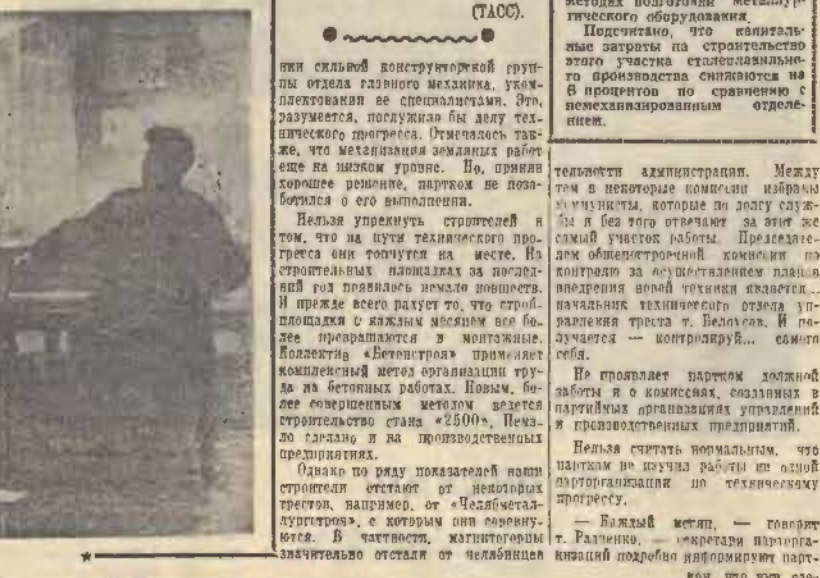 (ТАСС).
нии сильной конструкторской груп-
пы отдела главного механика, уком-
плектования ее специалистами. Это,
разумеется, послужило бы делу тех-
нического прогресса. Отмечалось так-
же, что механизация земляных работ
еще на низком уровне. Но, приняв
хорошее решение, партком не поза-
ботился о его выполнении.
Нельзя упрекнуть строителей в
том, что на пути технического про-
гресса они топчутся на месте. На
строительных площадках за послед-
ний год появилось немало новшеств.
И прежде всего радует то, что строй-
площадки с каждым месяцем все бо-
лее превращаются в монтажные.
Коллектив «Бетонстроя» применяет
комплексный метод организации тру-
да на бетонных работах. Новым, бо-
лее совершенным методом ведется
строительство стана «2500». Нема-
ло сделано и на производственных
предприятиях.
Однако по ряду показателей наши
строители отстают от некоторых
трестов, например, от «Челябметал-
лургстроя», с которым они соревну-
ются. В частности, магнитогорцы
значительно отстали от челябинцев
методах подготовки металлур-
гического оборудования.
Подсчитано, что капиталь-
ные затраты на строительство
этого участка сталеплавильно-
го производства снижаются на
6 процентов по сравнению с
немеханизированным отделе-
нием.
тельности администрации. Между
тем в некоторые комиссии избраны
коммунисты, которые по долгу служ-
бы и без того отвечают за этот же
самый участок работы. Председате-
лем общепостроечной комиссии по
контролю за осуществлением планов
внедрения новой техники является...
начальник технического отдела уп-
равления треста т. Белоусов. И по-
лучается — контролируй... самого
себя.
Не проявляет партком должной
заботы и о комиссиях, созданных в
партийных организациях управлений
и производственных предприятий.
Нельзя считать нормальным, что
партком не изучил работы ни одной
парторганизации по техническому
прогрессу.
— Каждый месяц, — говорит
т. Радченко, — секретари парторга-
низаций подробно информируют парт-
ком, что